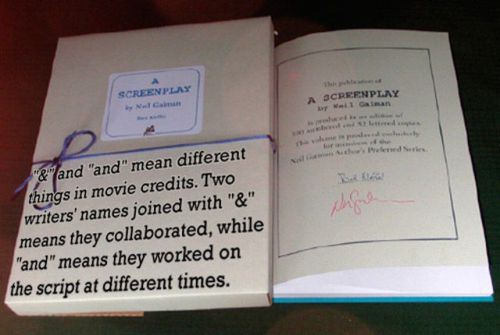 A
SCREENPLAY
by Neil Gaiman
"&" and "and" mean different
things in movie credits. Two
writers' names joined with "&"
means they collaborated, while
"and" means they worked on
the script at different times.
This publication of
A SCREENPLAY
by Neil Gaiman
is produced in an edition of
numbered and 52 lettered copies.
This volume is produced exclusively
for members of the
Neil Gaiman Author's Preferred Series.